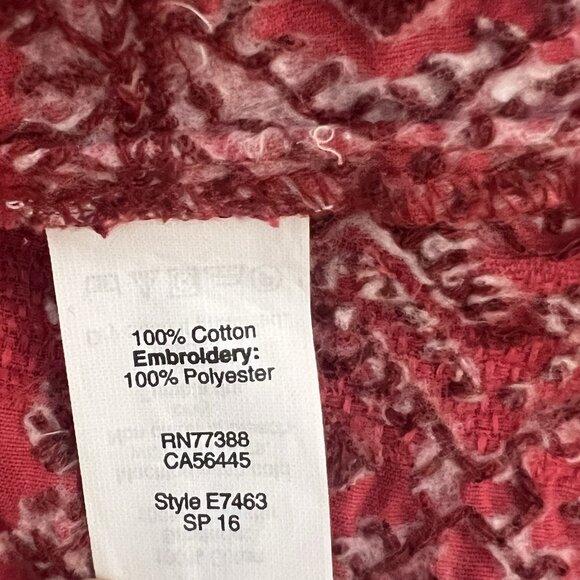 100% Cotton
Embroidery:
100% Polyester
RN77388
CA56445
Style E7463
SP 16